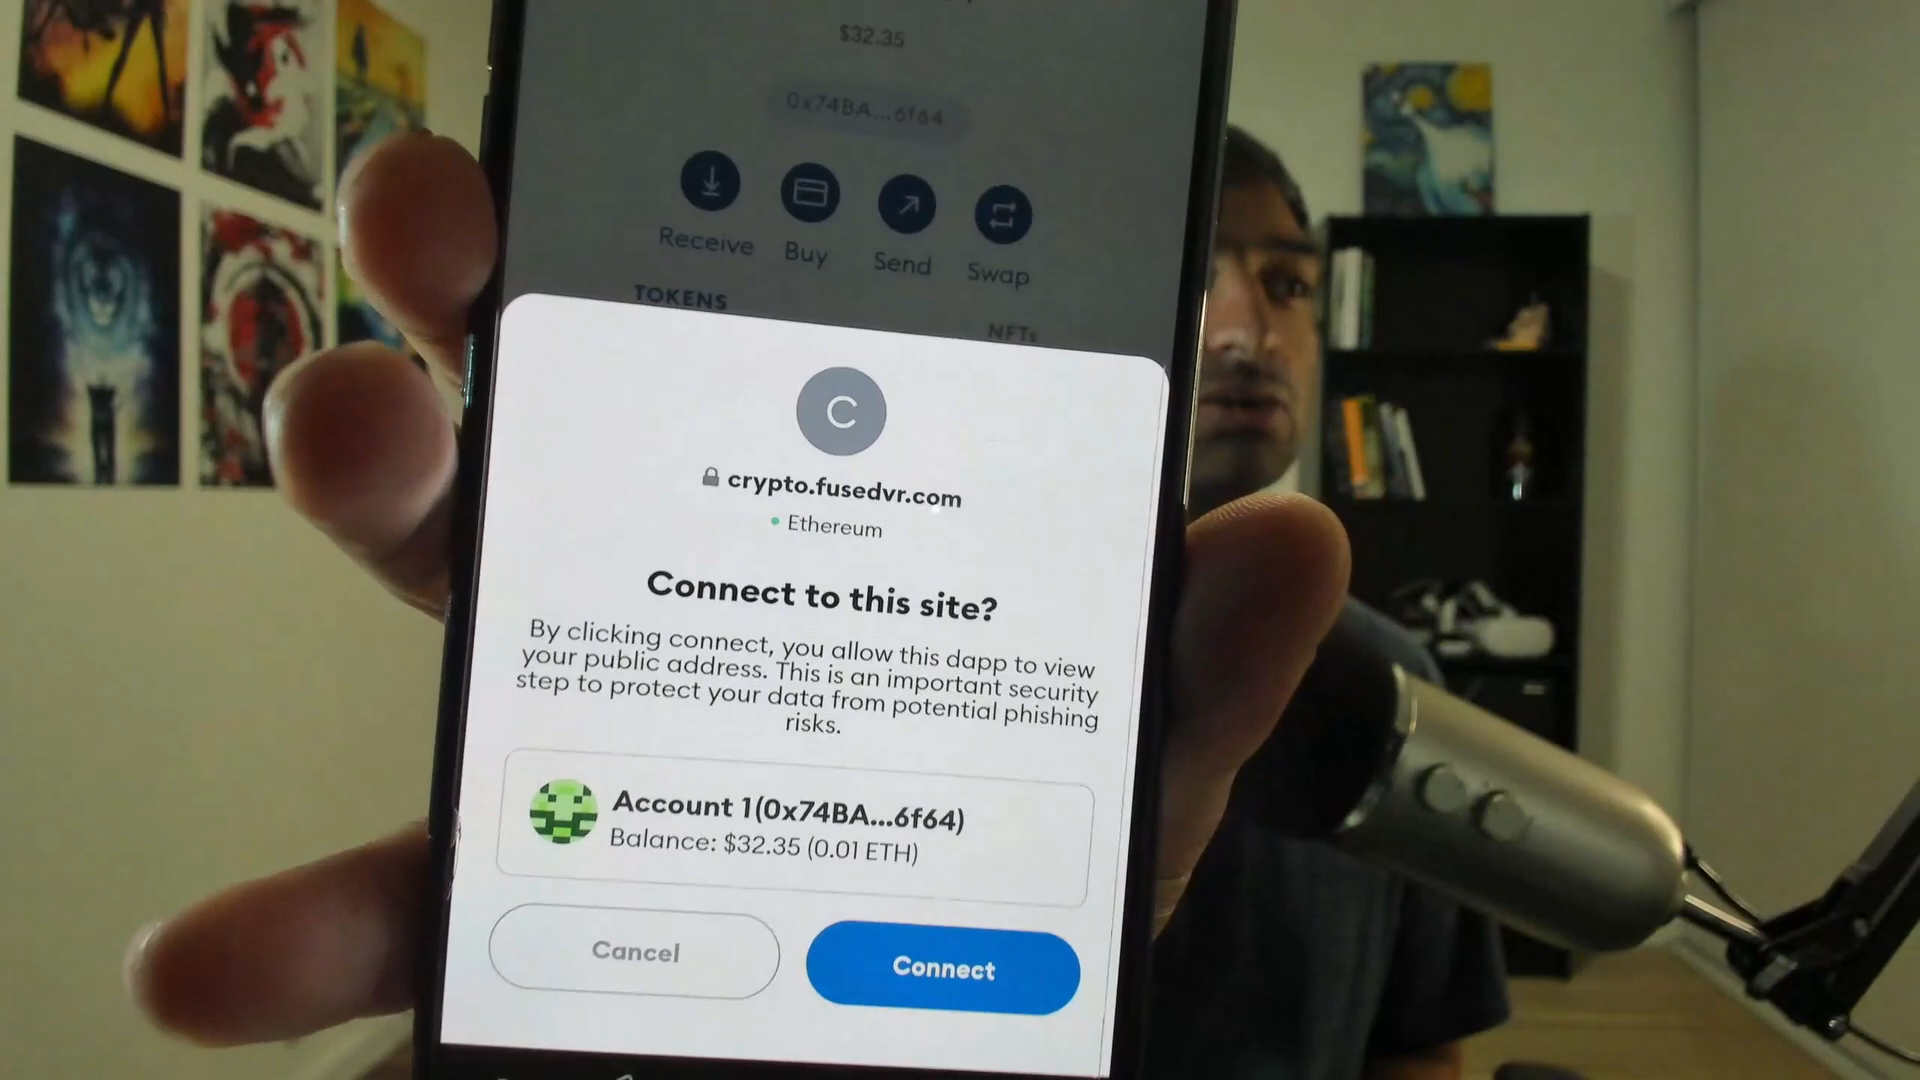 $32.35
0x74BA...6f64
Receive
Buy
Send
Swap
TOKENS
NFTs
C
crypto.fusedvr.com
Ethereum
Connect to this site?
By clicking connect, you allow this dapp to view
your public address. This is an important security
step to protect your data from potential phishing
risks.
Account 1(0x74BA...6f64)
Balance: $32.35 (0.01 ETH)
Cancel
Connect